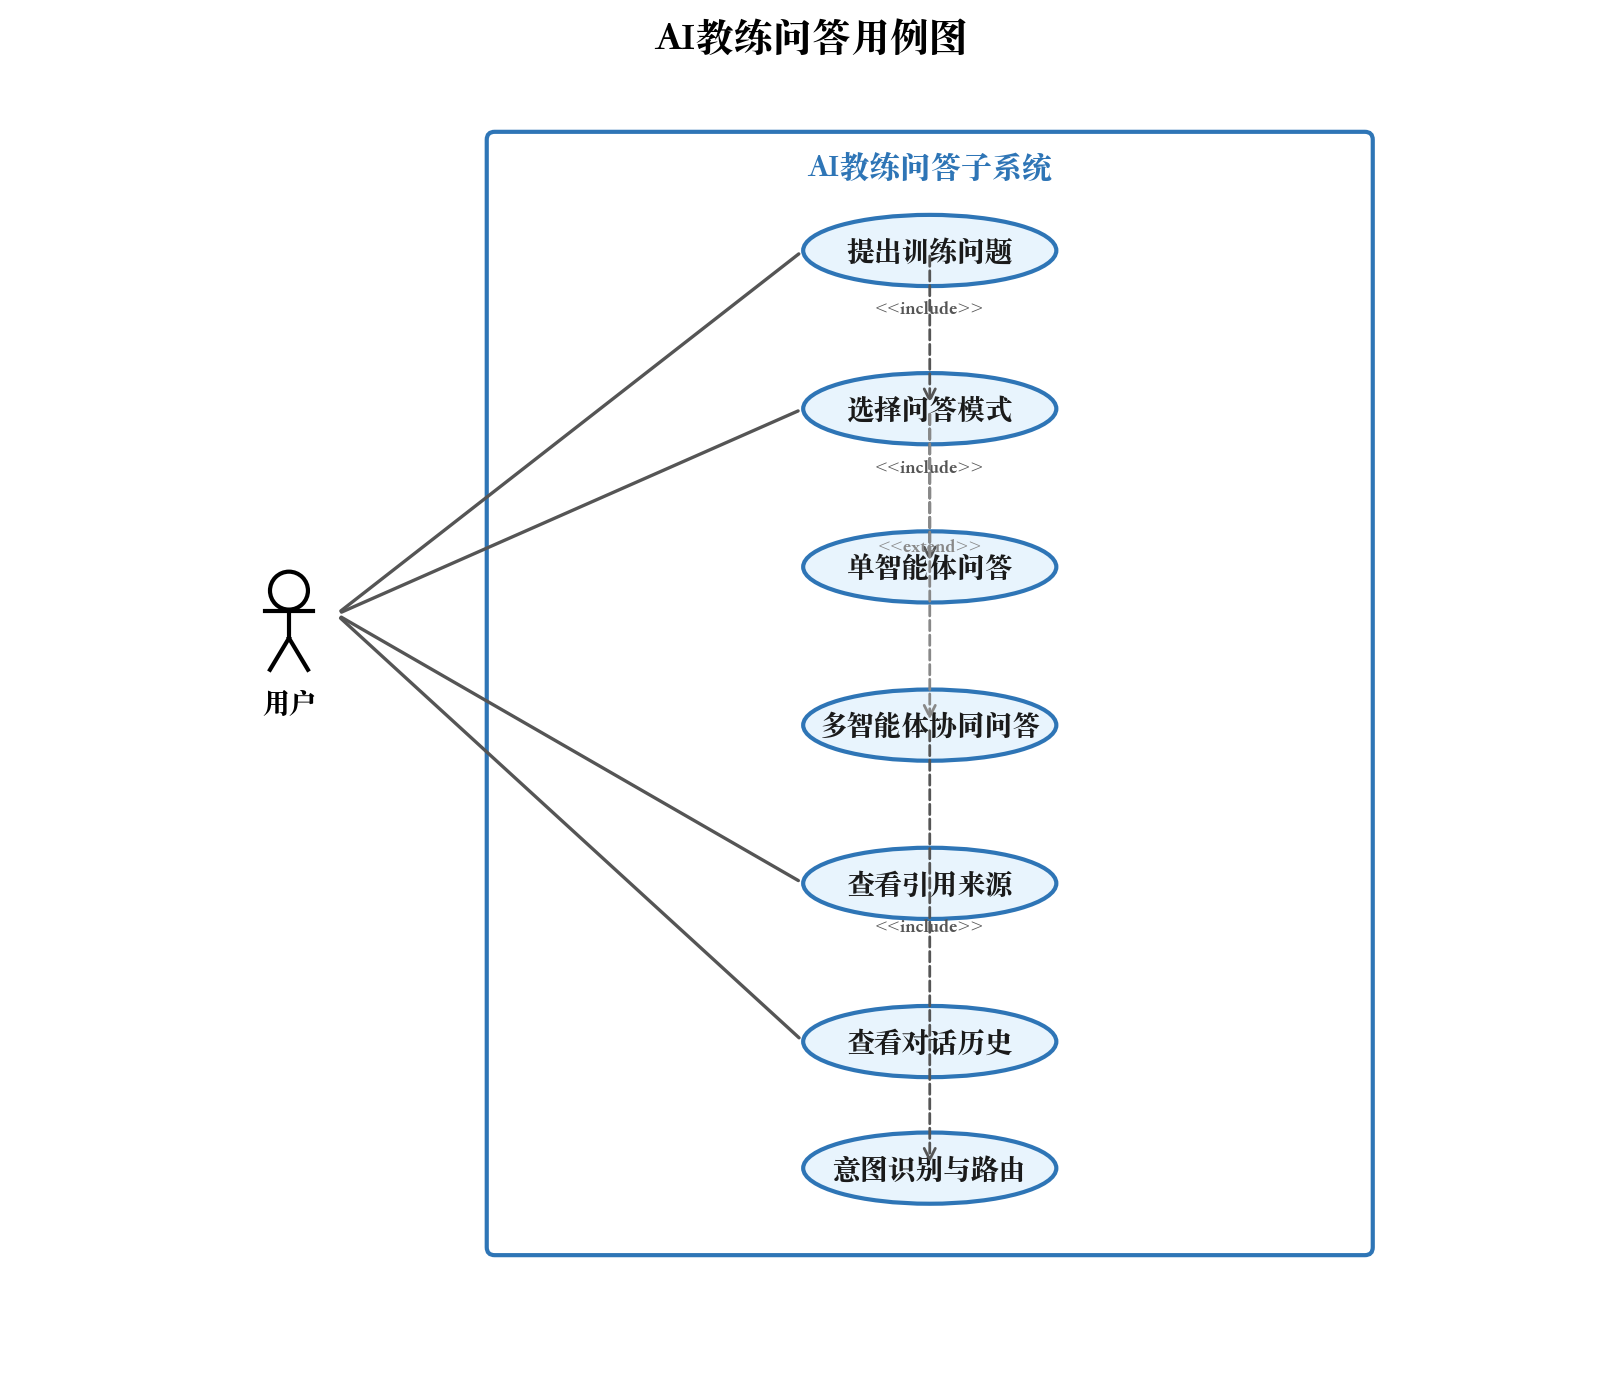 AI教练问答用例图
AI教练问答子系统
提出训练问题
<<include>>
选择问答模式
<<include>>
<<extend>>
单智能体问答
用户
多智能体协同问答
查看引用来源
<<include>>
查看对话历史
意图识别与路由